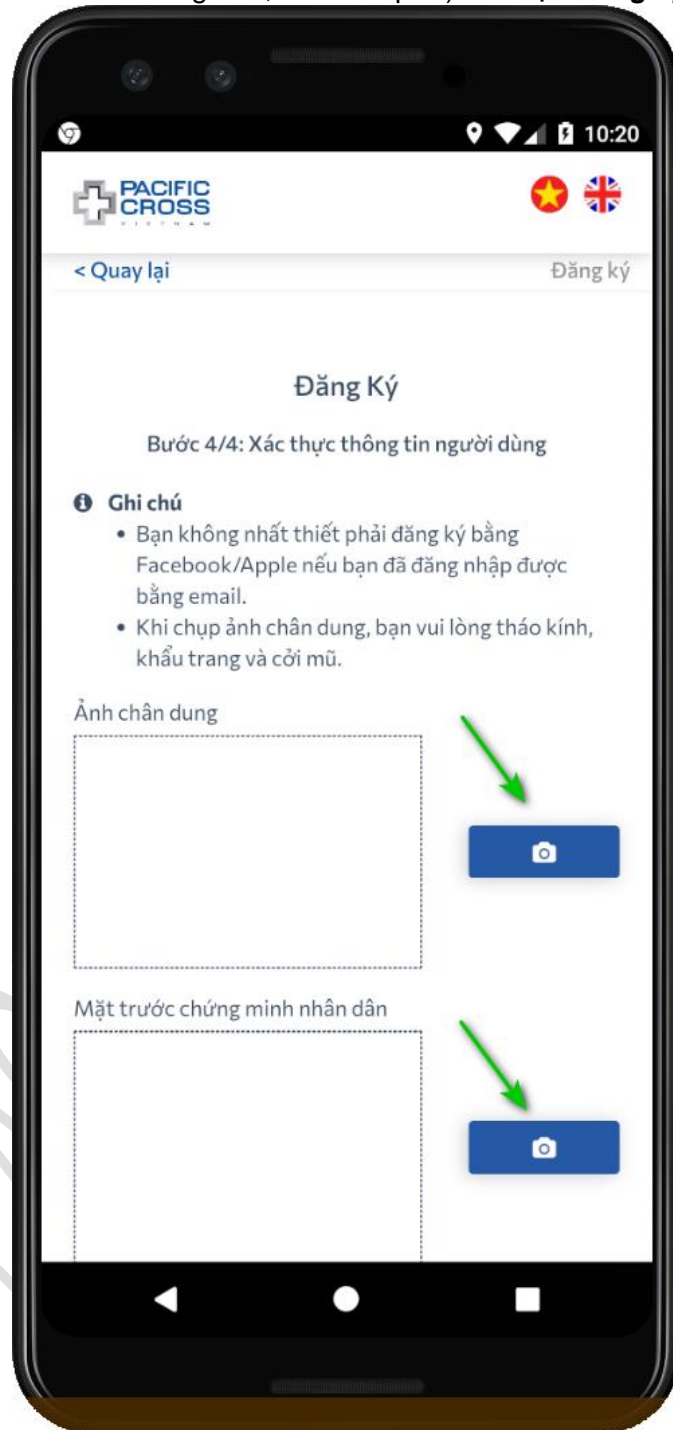 10:20
PACIFIC
CROSS
VIETNAM
< Quay lại
Đăng ký
Đăng Ký
Bước 4/4: Xác thực thông tin người dùng
Ghi chú
• Bạn không nhất thiết phải đăng ký bằng
Facebook/Apple nếu bạn đã đăng nhập được
bằng email.
• Khi chụp ảnh chân dung, bạn vui lòng tháo kính,
khẩu trang và cởi mũ.
Ảnh chân dung
Mặt trước chứng minh nhân dân